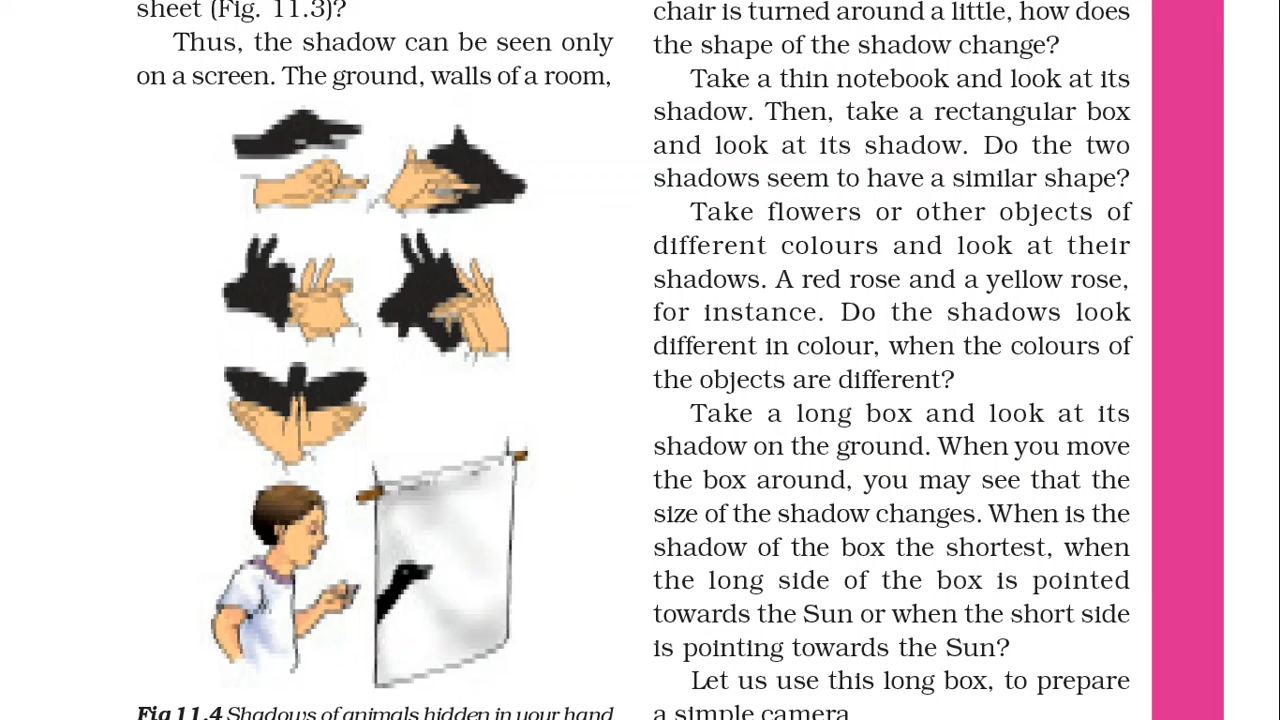 sheet (Fig. 11.3)?
Thus, the shadow can be seen only
on a screen. The ground, walls of a room,
Fig 11.4 Shadows of animals hidden in your hand
chair is turned around a little, how does
the shape of the shadow change?
Take a thin notebook and look at its
shadow. Then, take a rectangular box
and look at its shadow. Do the two
shadows seem to have a similar shape?
Take flowers or other objects of
different colours and look at their
shadows. A red rose and a yellow rose,
for instance. Do the shadows look
different in colour, when the colours of
the objects are different?
Take a long box and look at its
shadow on the ground. When you move
the box around, you may see that the
size of the shadow changes. When is the
shadow of the box the shortest, when
the long side of the box is pointed
towards the Sun or when the short side
is pointing towards the Sun?
Let us use this long box, to prepare
a simple camera